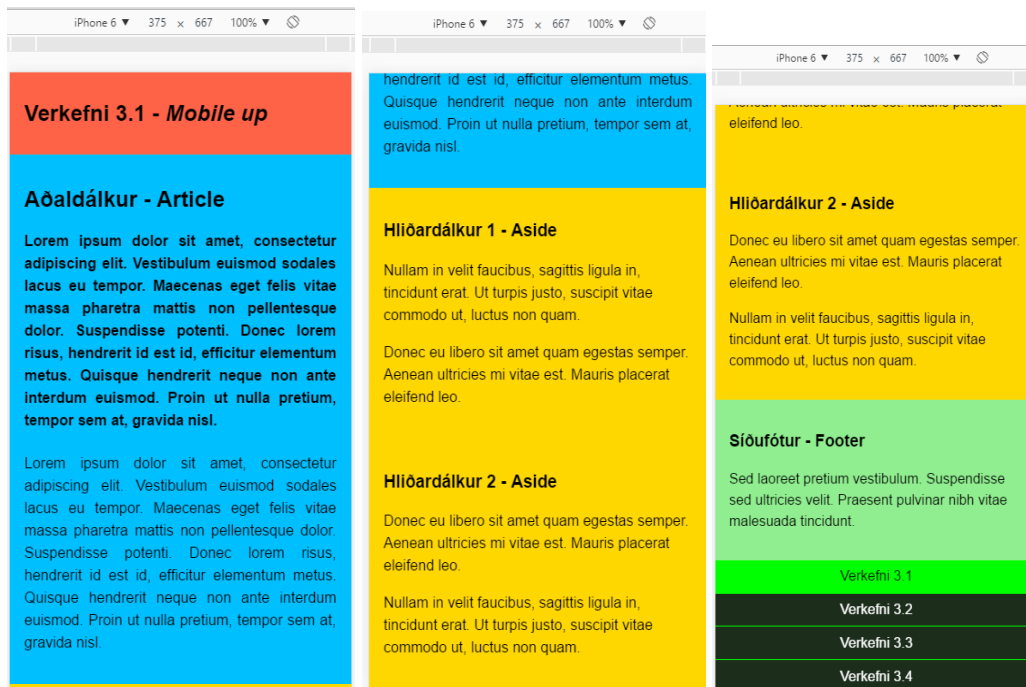 iPhone 6 ▼ 375 × 667 100% ▼
Verkefni 3.1 - Mobile up
Aðaldálkur - Article
Lorem ipsum dolor sit amet, consectetur
adipiscing elit. Vestibulum euismod sodales
lacus eu tempor. Maecenas eget felis vitae
massa pharetra mattis non pellentesque
dolor. Suspendisse potenti. Donec lorem
risus, hendrerit id est id, efficitur elementum
metus. Quisque hendrerit neque non ante
interdum euismod. Proin ut nulla pretium,
tempor sem at, gravida nisl.
Lorem ipsum dolor sit amet, consectetur
adipiscing elit. Vestibulum euismod sodales
lacus eu tempor. Maecenas eget felis vitae
massa pharetra mattis non pellentesque dolor.
Suspendisse potenti. Donec lorem risus,
hendrerit id est id, efficitur elementum metus.
Quisque hendrerit neque non ante interdum
euismod. Proin ut nulla pretium, tempor sem at,
gravida nisl.
iPhone 6 ▼ 375 × 667 100% ▼
hendrerit id est id, efficitur elementum metus.
Quisque hendrerit neque non ante interdum
euismod. Proin ut nulla pretium, tempor sem at,
gravida nisl.
Hliðardálkur 1 - Aside
Nullam in velit faucibus, sagittis ligula in,
tincidunt erat. Ut turpis justo, suscipit vitae
commodo ut, luctus non quam.
Donec eu libero sit amet quam egestas semper.
Aenean ultricies mi vitae est. Mauris placerat
eleifend leo.
Hliðardálkur 2 - Aside
Donec eu libero sit amet quam egestas semper.
Aenean ultricies mi vitae est. Mauris placerat
eleifend leo.
Nullam in velit faucibus, sagittis ligula in,
tincidunt erat. Ut turpis justo, suscipit vitae
commodo ut, luctus non quam.
iPhone 6 ▼ 375 × 667 100% ▼
Aenean ultricies mi vitae est. Mauris placerat
eleifend leo.
Hliðardálkur 2 - Aside
Donec eu libero sit amet quam egestas semper.
Aenean ultricies mi vitae est. Mauris placerat
eleifend leo.
Nullam in velit faucibus, sagittis ligula in,
tincidunt erat. Ut turpis justo, suscipit vitae
commodo ut, luctus non quam.
Síðufótur - Footer
Sed laoreet pretium vestibulum. Suspendisse
sed ultricies velit. Praesent pulvinar nibh vitae
malesuada tincidunt.
Verkefni 3.1
Verkefni 3.2
Verkefni 3.3
Verkefni 3.4